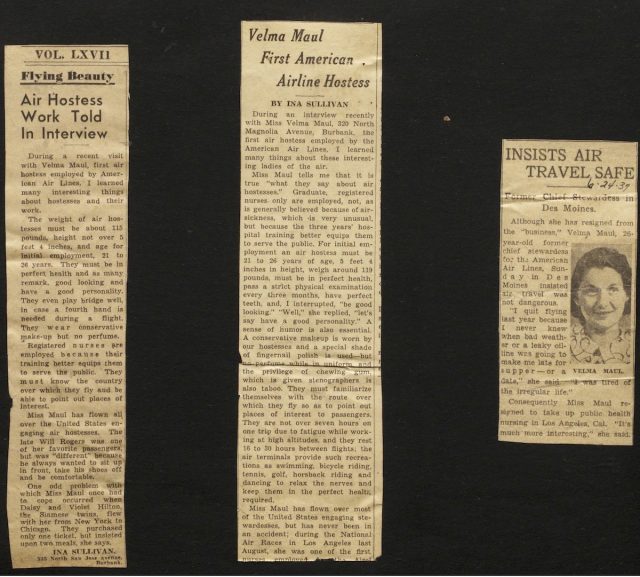 VOL. LXVII
Flying Beauty
Air Hostess
Work Told
In Interview
During a recent visit
with Velma Maul, first air
hostess employed by Amer-
ican Air Lines, I learned
many interesting things
about hostesses and their
work.
The weight of air hos-
tesses must be about 115
pounds, height not over 5
feet 4 inches, and age for
initial employment, 21 to
26 years. They must be in
perfect health and as many
remark, good looking and
have a good personality.
They even play bridge well,
in case a fourth hand is
needed during a flight.
They wear conservative
make-up but no perfume.
Registered nurses are
employed because their
training better equips them
to serve the public. They
must know the country
over which they fly and be
able to point out places of
interest.
Miss Maul has flown all
over the United States en-
gaging air hostesses. The
late Will Rogers was one
of her favorite passengers,
but was "different" because
he always wanted to sit up
in front, take his shoes off
and be comfortable.
One odd problem with
which Miss Maul once had
to cope occurred when
Daisy and Violet Hilton,
the Siamese twins, flew
with her from New York to
Chicago. They purchased
only one ticket, but insisted
upon two meals, she says.
INA SULLIVAN.
335 North San Jose avenue,
Burbank.
Velma Maul
First American
Airline Hostess
BY INA SULLIVAN
During an interview recently
with Miss Velma Maul, 320 North
Magnolia Avenue, Burbank, the
first air hostess employed by the
American Air Lines, I learned
many things about these interest-
ing ladies of the air.
Miss Maul tells me that it is
true "what they say about air
hostesses." Graduate, registered
nurses only are employed, not, as
is generally believed because of air-
sickness, which is very unusual,
but because the three years' hos-
pital training better equips them
to serve the public. For initial em-
ployment an air hostess must be
21 to 26 years of age, 5 feet 4
inches in height, weigh around 119
pounds, must be in perfect health,
pass a strict physical examination
every three months, have perfect
teeth, and, I interrupted, "be good
looking." "Well," she replied, "let's
say have a good personality." A
sense of humor is also essential.
A conservative makeup is worn by
our hostesses and a special shade
of fingernail polish is used but
no perfume while in uniform and
the privilege of chewing gum,
which is given stenographers is
also taboo. They must familiarize
themselves with the route over
which they fly so as to point out
places of interest to passengers.
They are not over seven hours on
one trip due to fatigue while work-
ing at high altitudes, and they rest
16 to 30 hours between flights; the
air terminals provide such recrea-
tions as swimming, bicycle riding,
tennis, golf, horseback riding and
dancing to relax the nerves and
keep them in the perfect health
required.
Miss Maul has flown over most
of the United States engaging ste-
wardesses, but has never been in
an accident; during the National
Air Races in Los Angeles last
August, she was one of the first
nurses employed
INSISTS AIR
TRAVEL SAFE
6-24-37
Former Chief Stewardess in
Des Moines.
Although she has resigned from
the "business," Velma Maul, 26-
year-old former
chief stewardess
for the American
Air Lines, Sun-
day in Des
Moines insisted
air travel was
not dangerous.
"I quit flying
last year because
I never knew
when bad weath-
er or a leaky oil-
line was going to
make me late for
supper—or a
date," she said. "I was tired of
the irregular life."
VELMA MAUL.
Consequently Miss Maul re-
signed to take up public health
nursing in Los Angeles, Cal. "It's
much more interesting," she said.